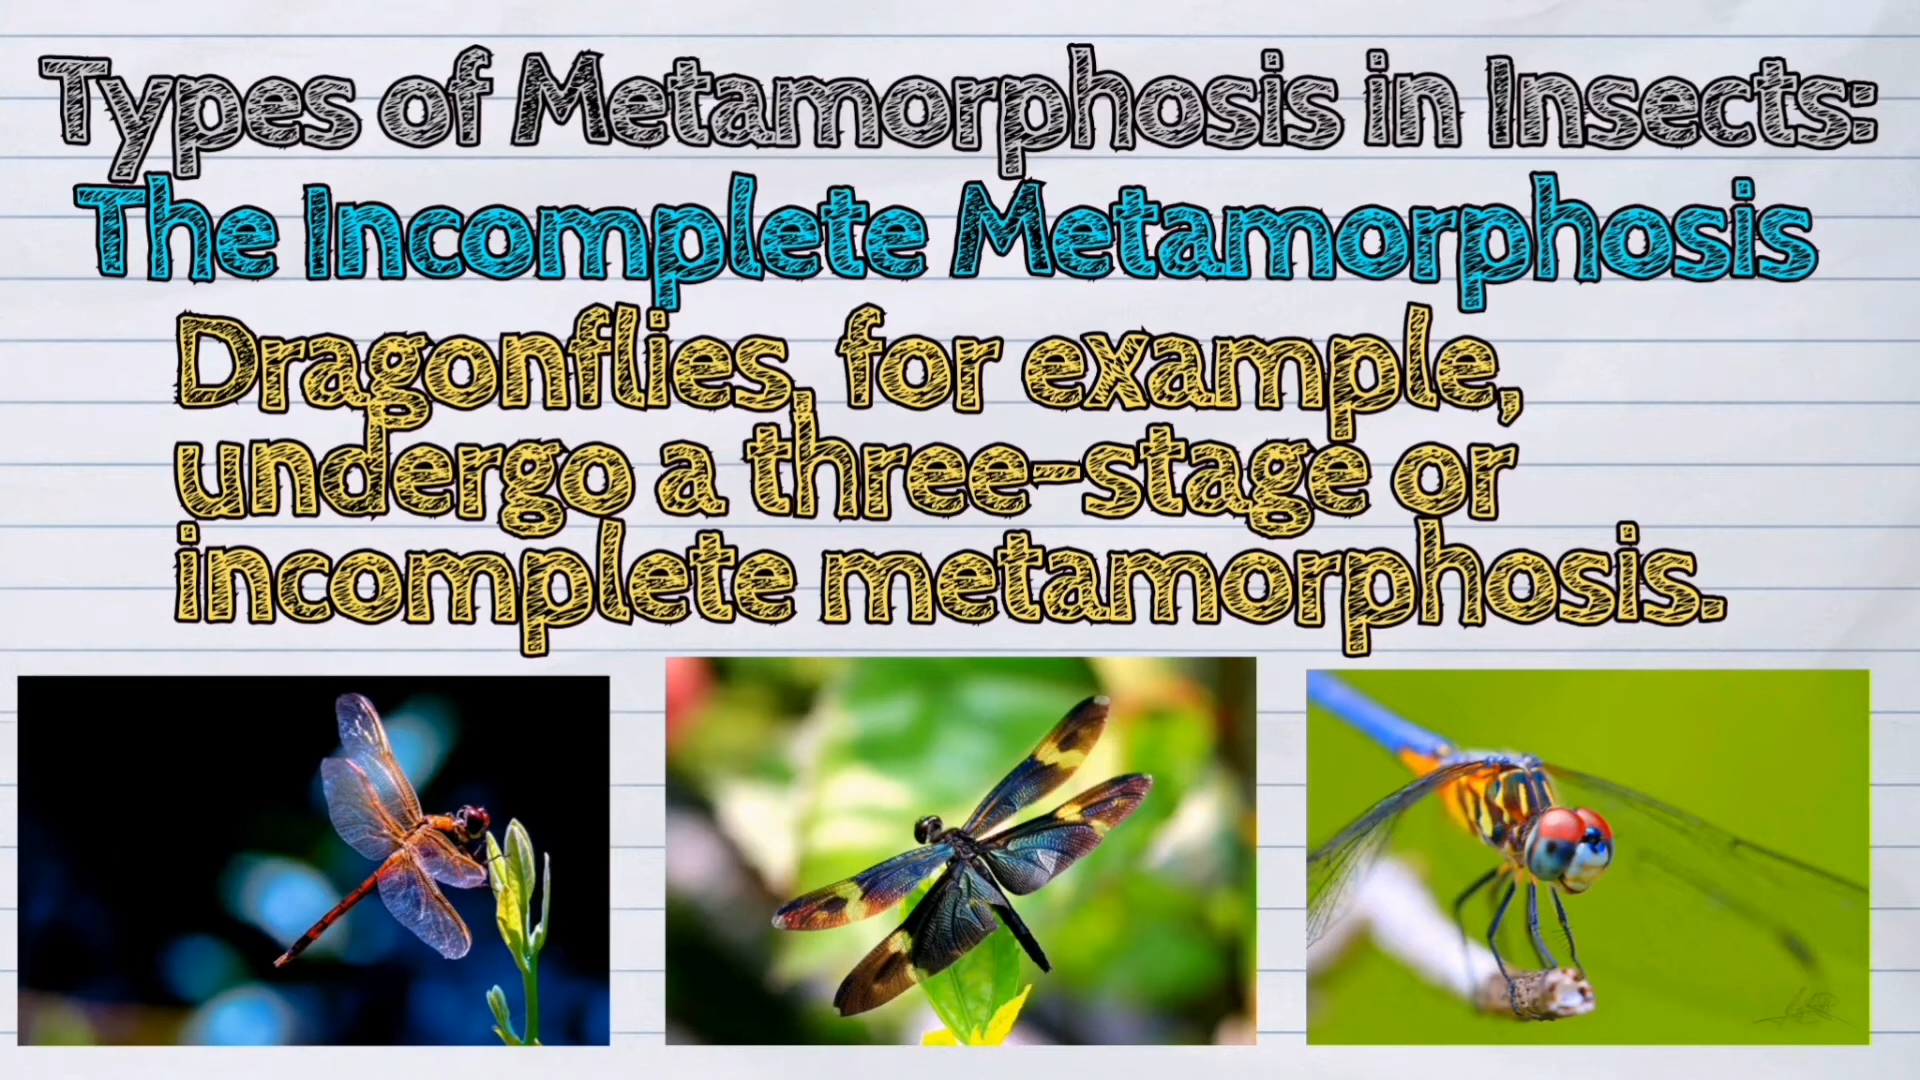 Types of Metamorphosis in Insects:
The Incomplete Metamorphosis
Dragonflies, for example,
undergo a three-stage or
incomplete metamorphosis.